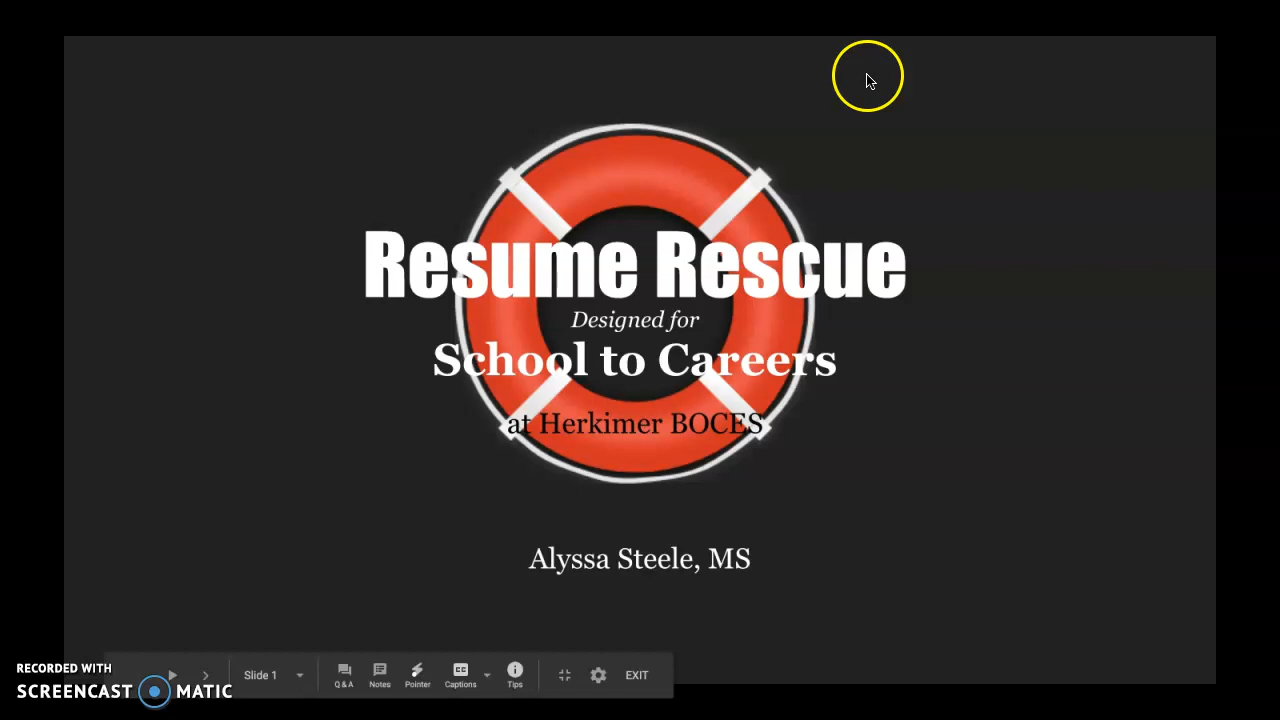 Resume Rescue
Designed for
School to Careers
at Herkimer BOCES
Alyssa Steele, MS
RECORDED WITH
SCREENCAST MATIC
Slide 1
Q&A
Notes
Pointer
CC
Captions
Tips
EXIT